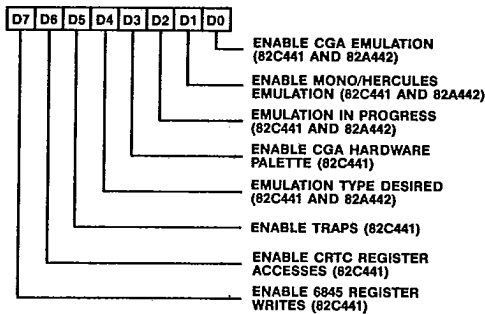 D7 D6 D5 D4 D3 D2 D1 D0
ENABLE CGA EMULATION
(82C441 AND 82A442)
ENABLE MONO/HERCULES
EMULATION (82C441 AND 82A442)
EMULATION IN PROGRESS
(82C441 AND 82A442)
ENABLE CGA HARDWARE
PALETTE (82C441)
EMULATION TYPE DESIRED
(82C441 AND 82A442)
ENABLE TRAPS (82C441)
ENABLE CRTC REGISTER
ACCESSES (82C441)
ENABLE 6845 REGISTER
WRITES (82C441)